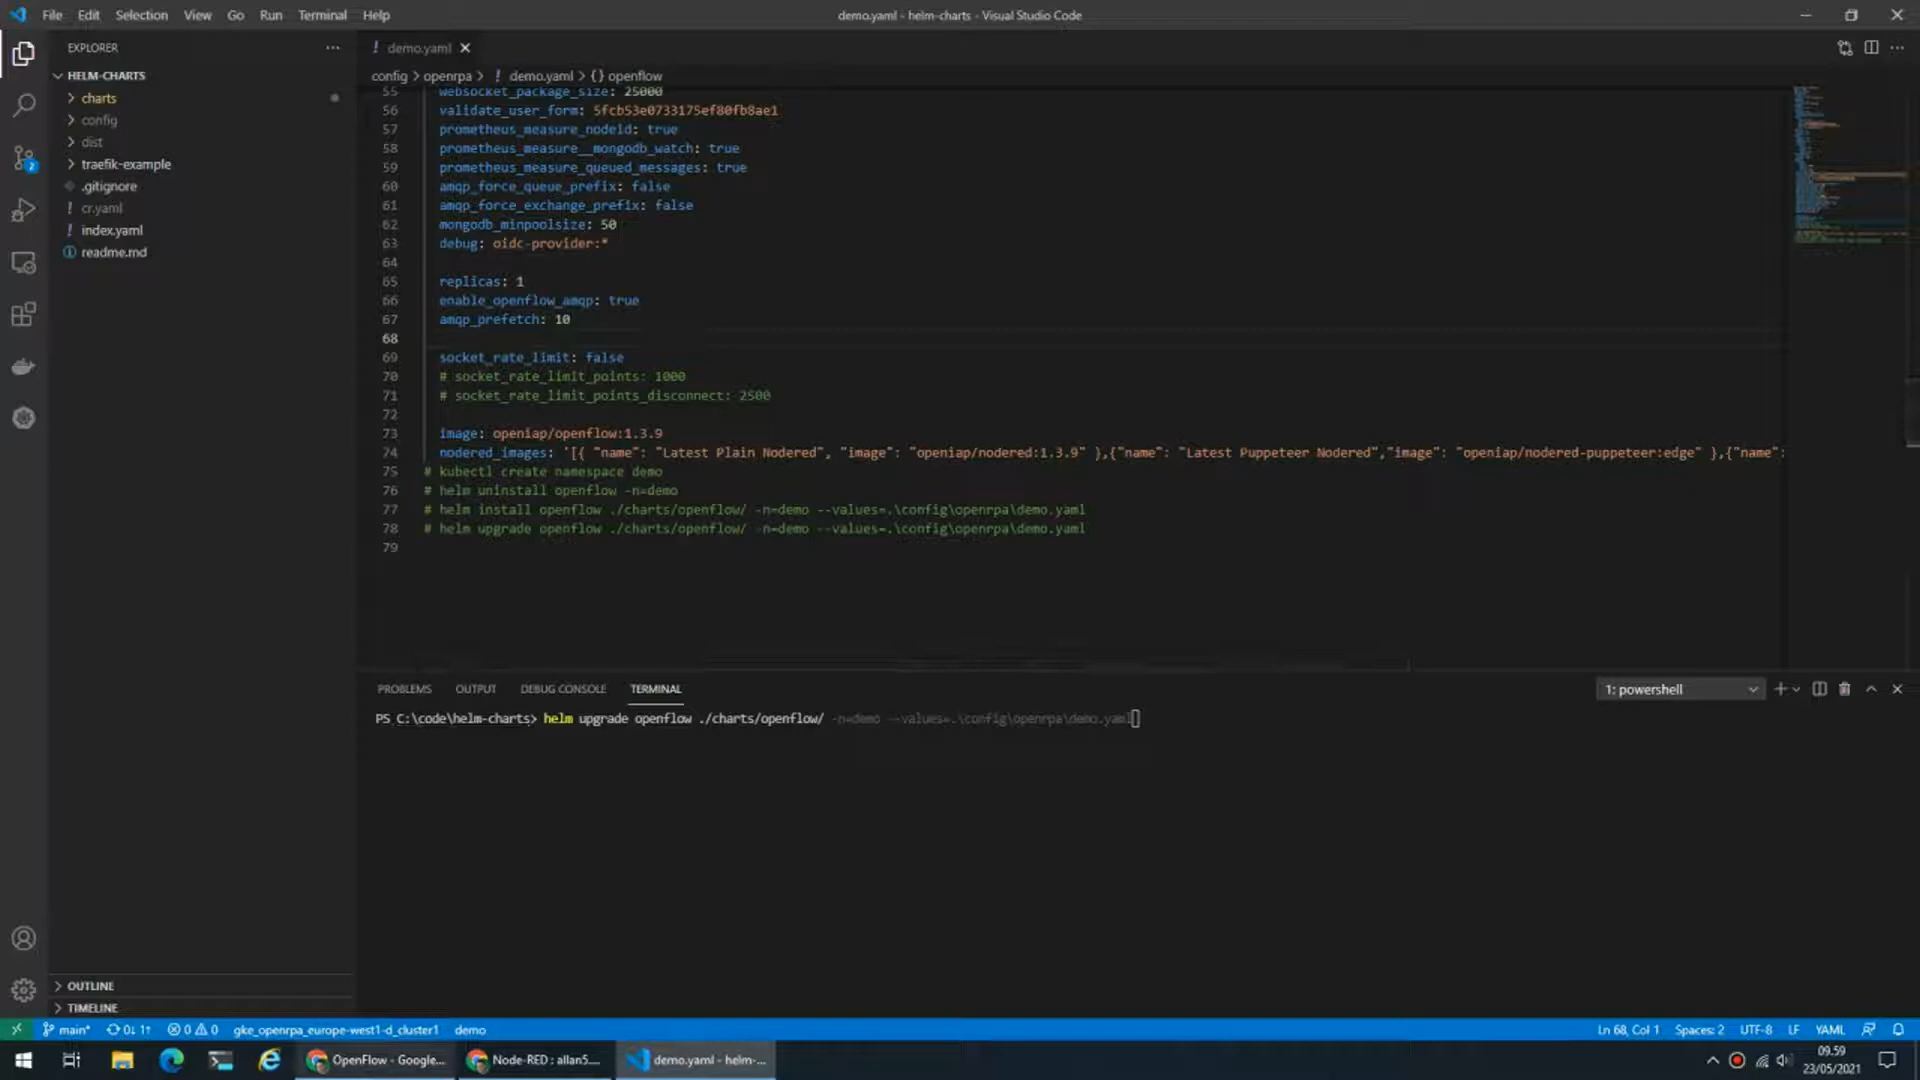 File Edit Selection View Go Run Terminal Help
demo.yaml - helm-charts - Visual Studio Code
EXPLORER
HELM-CHARTS
charts
config
dist
traefik-example
.gitignore
! cr.yaml
! index.yaml
readme.md
OUTLINE
TIMELINE
! demo.yaml
config > openrpa > ! demo.yaml > {} openflow
55 websocket_package_size: 25000
56 validate_user_form: 5fcb53e0733175ef80fb8ae1
57 prometheus_measure_nodeid: true
58 prometheus_measure__mongodb_watch: true
59 prometheus_measure_queued_messages: true
60 amqp_force_queue_prefix: false
61 amqp_force_exchange_prefix: false
62 mongodb_minpoolsize: 50
63 debug: oidc-provider:*
64
65 replicas: 1
66 enable_openflow_amqp: true
67 amqp_prefetch: 10
68
69 socket_rate_limit: false
70 # socket_rate_limit_points: 1000
71 # socket_rate_limit_points_disconnect: 2500
72
73 image: openiap/openflow:1.3.9
74 nodered_images: '[{ "name": "Latest Plain Nodered", "image": "openiap/nodered:1.3.9" },{"name": "Latest Puppeteer Nodered","image": "openiap/nodered-puppeteer:edge" },{"name":
75 # kubectl create namespace demo
76 # helm uninstall openflow -n=demo
77 # helm install openflow ./charts/openflow/ -n=demo --values=.\config\openrpa\demo.yaml
78 # helm upgrade openflow ./charts/openflow/ -n=demo --values=.\config\openrpa\demo.yaml
79
PROBLEMS OUTPUT DEBUG CONSOLE TERMINAL
1: powershell
PS C:\code\helm-charts> helm upgrade openflow ./charts/openflow/ -n=demo --values=.\config\openrpa\demo.yaml
main* 0↓ 1↑ 0 0 gke_openrpa_europe-west1-d_cluster1 demo
Ln 68, Col 1 Spaces: 2 UTF-8 LF YAML
OpenFlow - Google... Node-RED : allan5.... demo.yaml - helm-...
09.59
23/05/2021